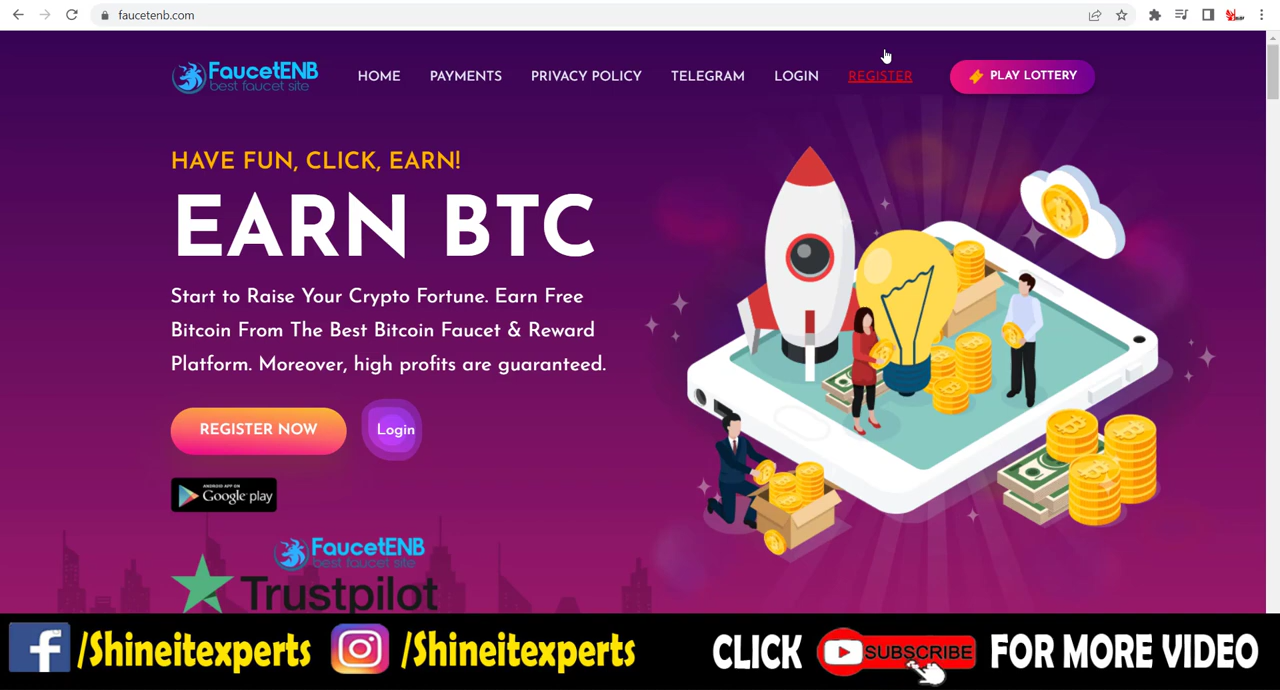 faucetenb.com
FaucetENB
best faucet site
HOME PAYMENTS PRIVACY POLICY TELEGRAM LOGIN REGISTER PLAY LOTTERY
HAVE FUN, CLICK, EARN!
EARN BTC
Start to Raise Your Crypto Fortune. Earn Free
Bitcoin From The Best Bitcoin Faucet & Reward
Platform. Moreover, high profits are guaranteed.
REGISTER NOW Login
ANDROID APP ON
Google play
FaucetENB
best faucet site
Trustpilot
f /Shineitexperts /Shineitexperts CLICK SUBSCRIBE FOR MORE VIDEO